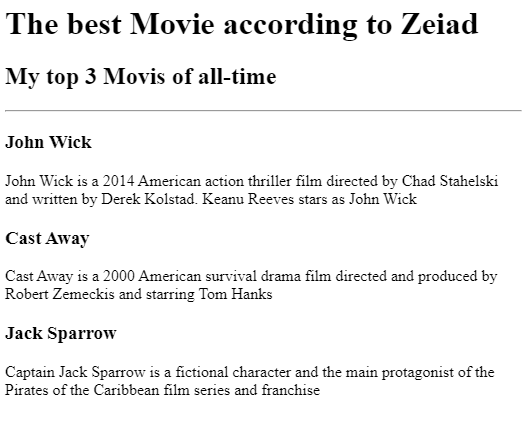 The best Movie according to Zeiad
My top 3 Movis of all-time
John Wick
John Wick is a 2014 American action thriller film directed by Chad Stahelski
and written by Derek Kolstad. Keanu Reeves stars as John Wick
Cast Away
Cast Away is a 2000 American survival drama film directed and produced by
Robert Zemeckis and starring Tom Hanks
Jack Sparrow
Captain Jack Sparrow is a fictional character and the main protagonist of the
Pirates of the Caribbean film series and franchise